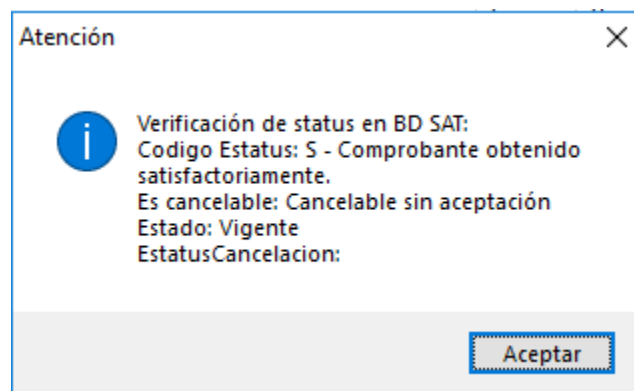 Atención
Verificación de status en BD SAT:
Codigo Estatus: S - Comprobante obtenido
satisfactoriamente.
Es cancelable: Cancelable sin aceptación
Estado: Vigente
EstatusCancelacion:
Aceptar